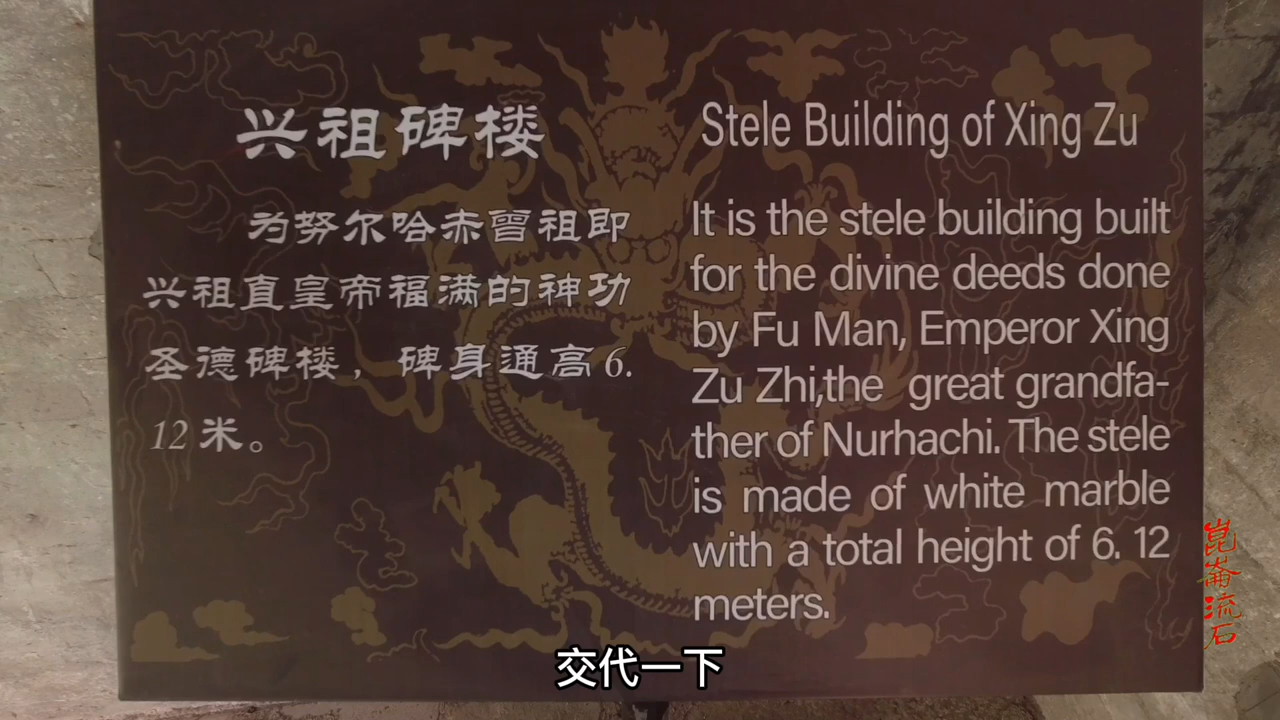 兴祖碑楼
为努尔哈赤曾祖即
兴祖直皇帝福满的神功
圣德碑楼，碑身通高6.
12米。
Stele Building of Xing Zu
It is the stele building built
for the divine deeds done
by Fu Man, Emperor Xing
Zu Zhi,the great grandfa-
ther of Nurhachi. The stele
is made of white marble
with a total height of 6. 12
meters.
崑崙流石
交代一下